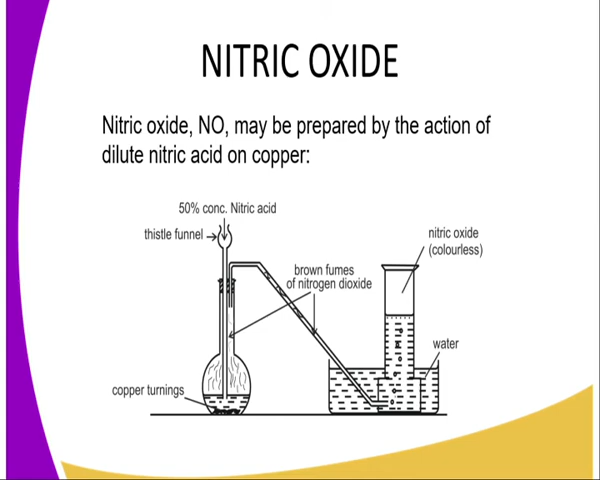 NITRIC OXIDE
Nitric oxide, NO, may be prepared by the action of
dilute nitric acid on copper:
50% conc. Nitric acid
thistle funnel
nitric oxide
(colourless)
brown fumes
of nitrogen dioxide
water
copper turnings